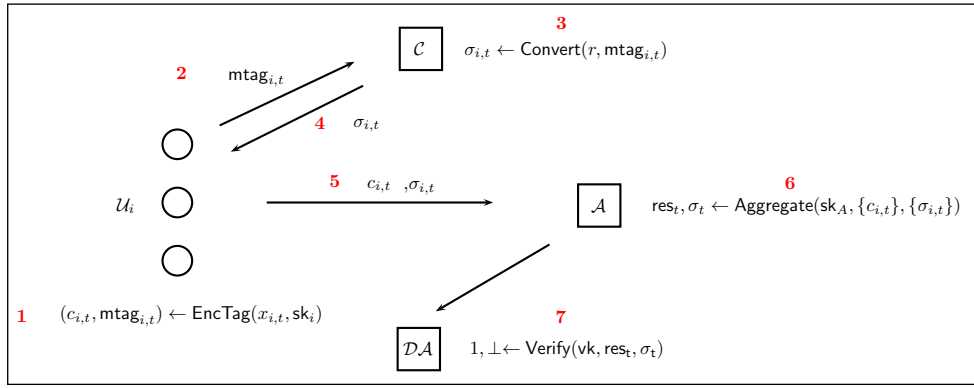 3
𝒞 σ_{i,t} ← Convert(r, mtag_{i,t})
2 mtag_{i,t}
4 σ_{i,t}
5 c_{i,t} ,σ_{i,t}
6
𝒰_i 𝒜 res_t, σ_t ← Aggregate(sk_A, {c_{i,t}}, {σ_{i,t}})
1 (c_{i,t}, mtag_{i,t}) ← EncTag(x_{i,t}, sk_i)
7
𝒟𝒜 1, ⊥← Verify(vk, res_t, σ_t)